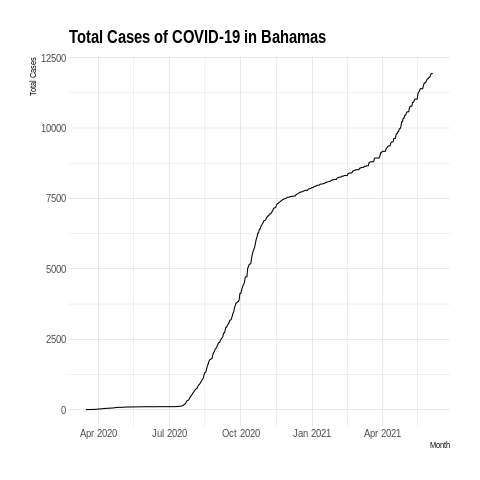 Total Cases of COVID-19 in Bahamas
Total Cases
12500
10000
7500
5000
2500
0
Apr 2020 Jul 2020 Oct 2020 Jan 2021 Apr 2021
Month